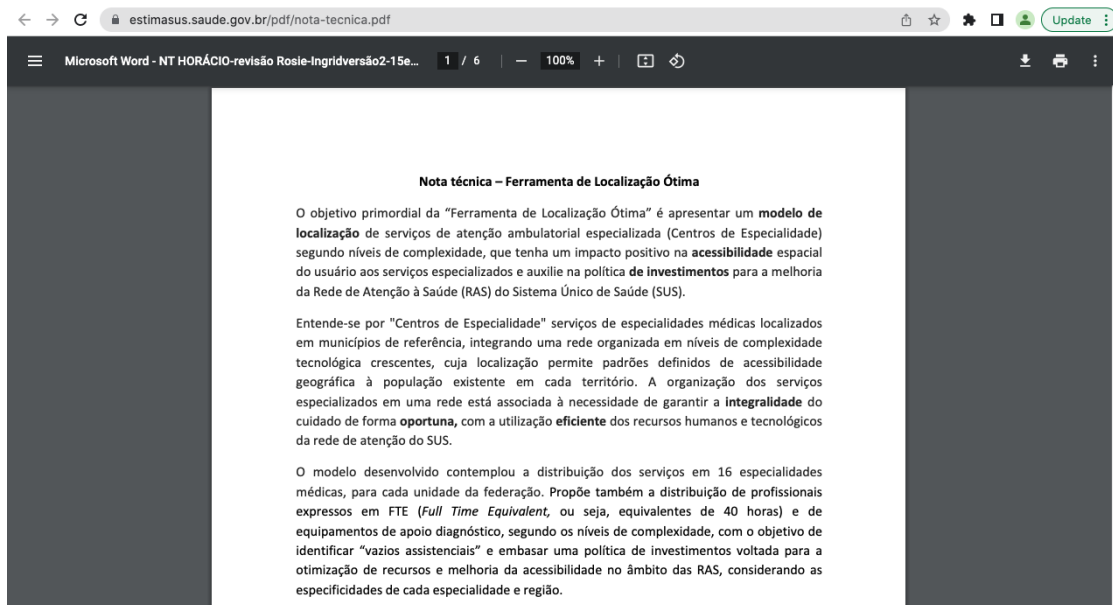 estimasus.saude.gov.br/pdf/nota-tecnica.pdf
Update
Microsoft Word - NT HORÁCIO-revisão Rosie-Ingridversão2-15e...
1 / 6
100%
Nota técnica – Ferramenta de Localização Ótima
O objetivo primordial da “Ferramenta de Localização Ótima” é apresentar um modelo de
localização de serviços de atenção ambulatorial especializada (Centros de Especialidade)
segundo níveis de complexidade, que tenha um impacto positivo na acessibilidade espacial
do usuário aos serviços especializados e auxilie na política de investimentos para a melhoria
da Rede de Atenção à Saúde (RAS) do Sistema Único de Saúde (SUS).
Entende-se por "Centros de Especialidade" serviços de especialidades médicas localizados
em municípios de referência, integrando uma rede organizada em níveis de complexidade
tecnológica crescentes, cuja localização permite padrões definidos de acessibilidade
geográfica à população existente em cada território. A organização dos serviços
especializados em uma rede está associada à necessidade de garantir a integralidade do
cuidado de forma oportuna, com a utilização eficiente dos recursos humanos e tecnológicos
da rede de atenção do SUS.
O modelo desenvolvido contemplou a distribuição dos serviços em 16 especialidades
médicas, para cada unidade da federação. Propõe também a distribuição de profissionais
expressos em FTE (Full Time Equivalent, ou seja, equivalentes de 40 horas) e de
equipamentos de apoio diagnóstico, segundo os níveis de complexidade, com o objetivo de
identificar “vazios assistenciais” e embasar uma política de investimentos voltada para a
otimização de recursos e melhoria da acessibilidade no âmbito das RAS, considerando as
especificidades de cada especialidade e região.